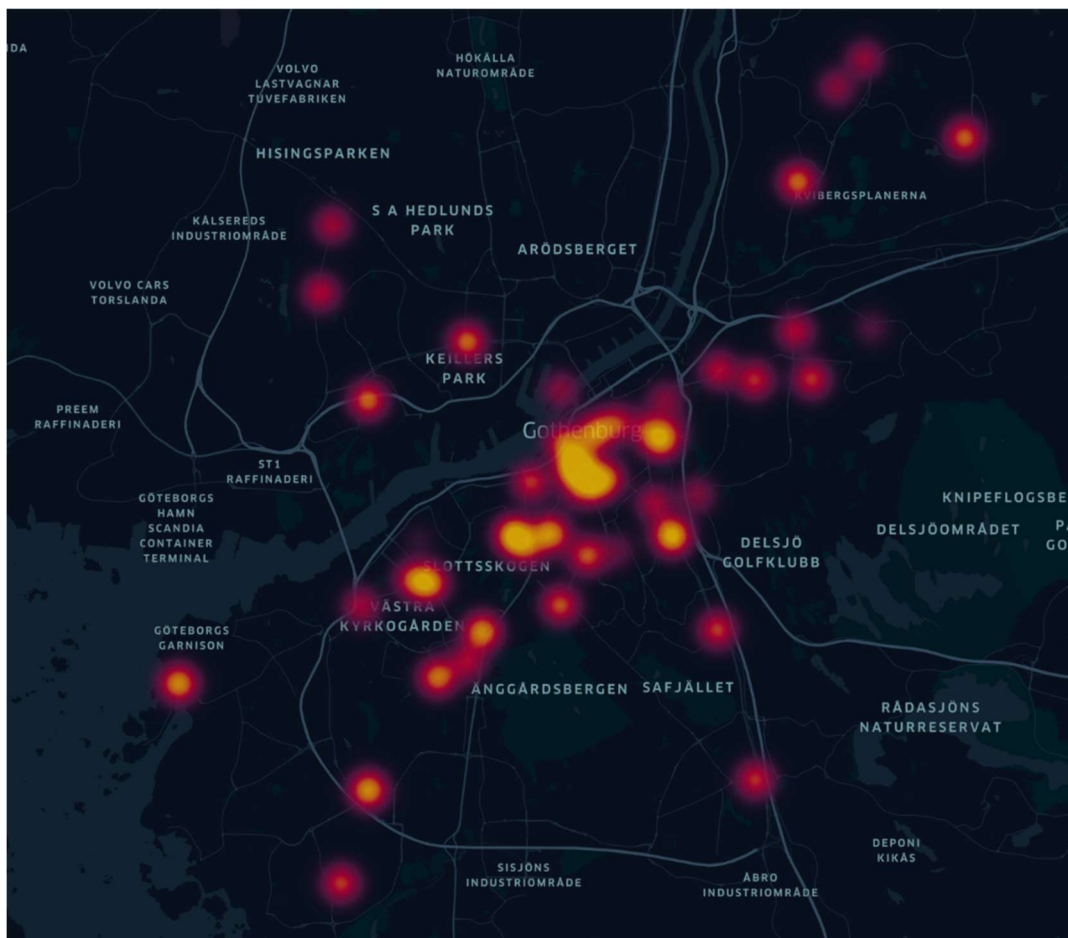 DA
VOLVO
LASTVAGNAR
TUVEFABRIKEN
HÖKÄLLA
NATUROMRÅDE
HISINGSPARKEN
KVIBERGSPLANERNA
S A HEDLUNDS
PARK
KÅLSEREDS
INDUSTRIOMRÅDE
ARÖDSBERGET
VOLVO CARS
TORSLANDA
KEILLERS
PARK
PREEM
RAFFINADERI
Gothenburg
ST1
RAFFINADERI
GÖTEBORGS
HAMN
SCANDIA
CONTAINER
TERMINAL
KNIPEFLOGSBE
DELSJÖOMRÅDET
P
GO
DELSJÖ
GOLFKLUBB
SLOTTSSKOGEN
VÄSTRA
KYRKOGÅRDEN
GÖTEBORGS
GARNISON
ÄNGGÅRDSBERGEN
SAFJÄLLET
RÅDASJÖNS
NATURRESERVAT
DEPONI
KIKÅS
SISJÖNS
INDUSTRIOMRÅDE
ÅBRO
INDUSTRIOMRÅDE